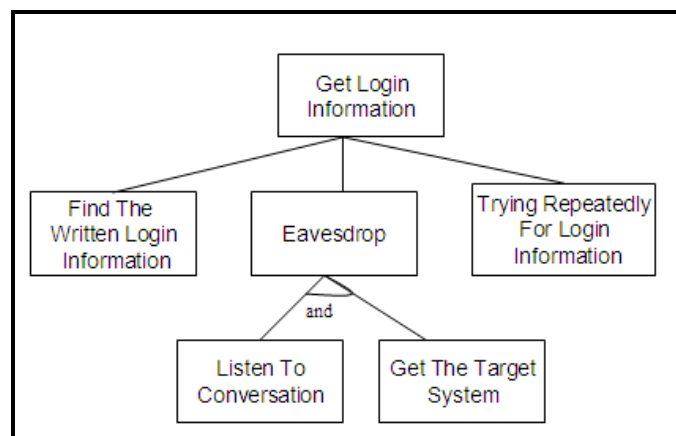 Get Login
Information
Find The
Written Login
Information
Eavesdrop
Trying Repeatedly
For Login
Information
and
Listen To
Conversation
Get The Target
System